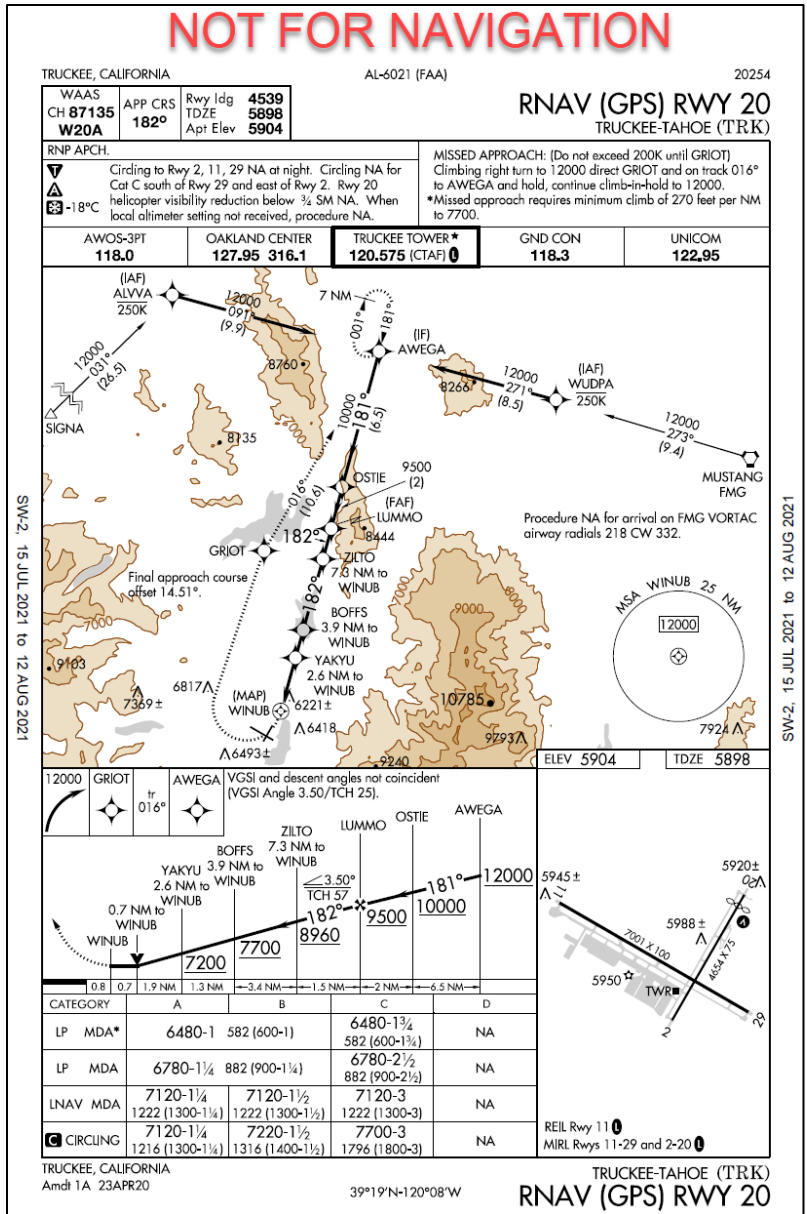 NOT FOR NAVIGATION
TRUCKEE, CALIFORNIA
AL-6021 (FAA)
20254
WAAS
CH 87135
W20A
APP CRS
182°
Rwy ldg 4539
TDZE 5898
Apt Elev 5904
RNAV (GPS) RWY 20
TRUCKEE-TAHOE (TRK)
RNP APCH.
T
A
-18°C
Circling to Rwy 2, 11, 29 NA at night. Circling NA for
Cat C south of Rwy 29 and east of Rwy 2. Rwy 20
helicopter visibility reduction below ¾ SM NA. When
local altimeter setting not received, procedure NA.
MISSED APPROACH: (Do not exceed 200K until GRIOT)
Climbing right turn to 12000 direct GRIOT and on track 016°
to AWEGA and hold, continue climb-in-hold to 12000.
*Missed approach requires minimum climb of 270 feet per NM
to 7700.
AWOS-3PT
118.0
OAKLAND CENTER
127.95 316.1
TRUCKEE TOWER★
120.575 (CTAF) L
GND CON
118.3
UNICOM
122.95
(IAF)
ALVVA
250K
12000
091°
(9.9)
12000
031°
(26.5)
SIGNA
7 NM
001°
181°
(IF)
AWEGA
8760
8266
12000
271°
(8.5)
(IAF)
WUDPA
250K
12000
273°
(9.4)
MUSTANG
FMG
8735
10000
181°
(6.5)
016°
(10.6)
OSTIE
9500
(2)
(FAF)
LUMMO
8444
182°
GRIOT
ZILTO
7.3 NM to
WINUB
Procedure NA for arrival on FMG VORTAC
airway radials 218 CW 332.
Final approach course
offset 14.51°.
182°
BOFFS
3.9 NM to
WINUB
YAKYU
2.6 NM to
WINUB
7000
9103
7369±
6817
(MAP)
WINUB
6221±
6418
6493±
9000
10785
9793
9240
8000
MSA WINUB 25 NM
12000
7924
SW-2, 15 JUL 2021 to 12 AUG 2021
SW-2, 15 JUL 2021 to 12 AUG 2021
12000
GRIOT
tr
016°
AWEGA
VGSI and descent angles not coincident
(VGSI Angle 3.50/TCH 25).
WINUB
0.7 NM to
WINUB
YAKYU
2.6 NM to
WINUB
BOFFS
3.9 NM to
WINUB
ZILTO
7.3 NM to
WINUB
LUMMO
OSTIE
AWEGA
3.50°
TCH 57
182°
181°
7200
7700
8960
9500
10000
12000
0.8
0.7
1.9 NM
1.3 NM
3.4 NM
1.5 NM
2 NM
6.5 NM
CATEGORY A B C D
LP MDA* 6480-1 582 (600-1) 6480-1¾ NA
582 (600-1¾)
LP MDA 6780-1¼ 882 (900-1¼) 6780-2½ NA
882 (900-2½)
LNAV MDA 7120-1¼ 7120-1½ 7120-3 NA
1222 (1300-1¼) 1222 (1300-1½) 1222 (1300-3)
C CIRCLING 7120-1¼ 7220-1½ 7700-3 NA
1216 (1300-1¼) 1316 (1400-1½) 1796 (1800-3)
ELEV 5904
TDZE 5898
5945±
11
7001 X 100
5920±
20
V
5988±
4654 X 75
5950
TWR
2
29
REIL Rwy 11 L
MIRL Rwys 11-29 and 2-20 L
TRUCKEE, CALIFORNIA
Amdt 1A 23APR20
39°19'N-120°08'W
TRUCKEE-TAHOE (TRK)
RNAV (GPS) RWY 20